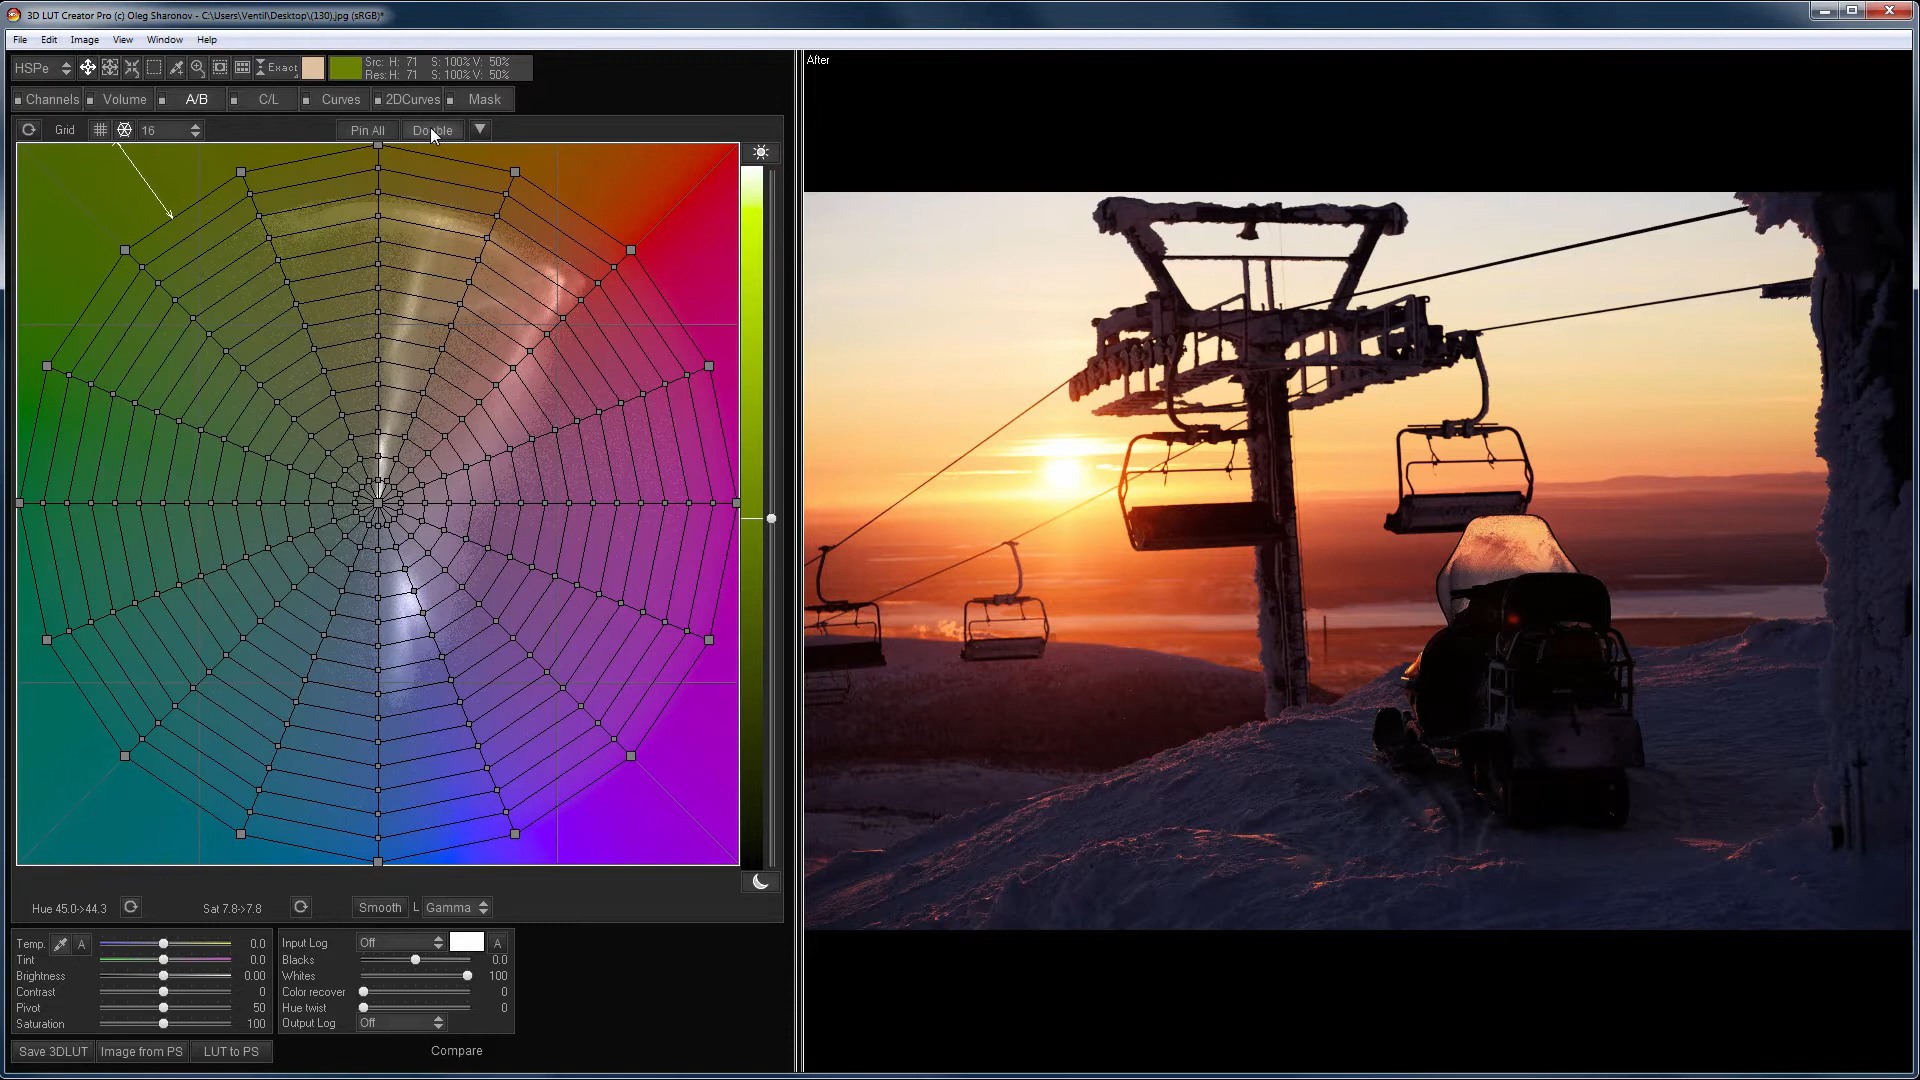 3D LUT Creator Pro (c) Oleg Sharonov - C:\Users\Ventil\Desktop\(130).jpg (sRGB)*
File Edit Image View Window Help
HSPe Exact Src: H: 71 S: 100% V: 50%
Res: H: 71 S: 100% V: 50%
After
Channels Volume A/B C/L Curves 2DCurves Mask
Grid 16 Pin All Double
Hue 45.0->44.3 Sat 7.8->7.8 Smooth L Gamma
Temp. A 0.0 Input Log Off A
Tint 0.0 Blacks 0.0
Brightness 0.00 Whites 100
Contrast 0 Color recover 0
Pivot 50 Hue twist 0
Saturation 100 Output Log Off
Save 3DLUT Image from PS LUT to PS Compare